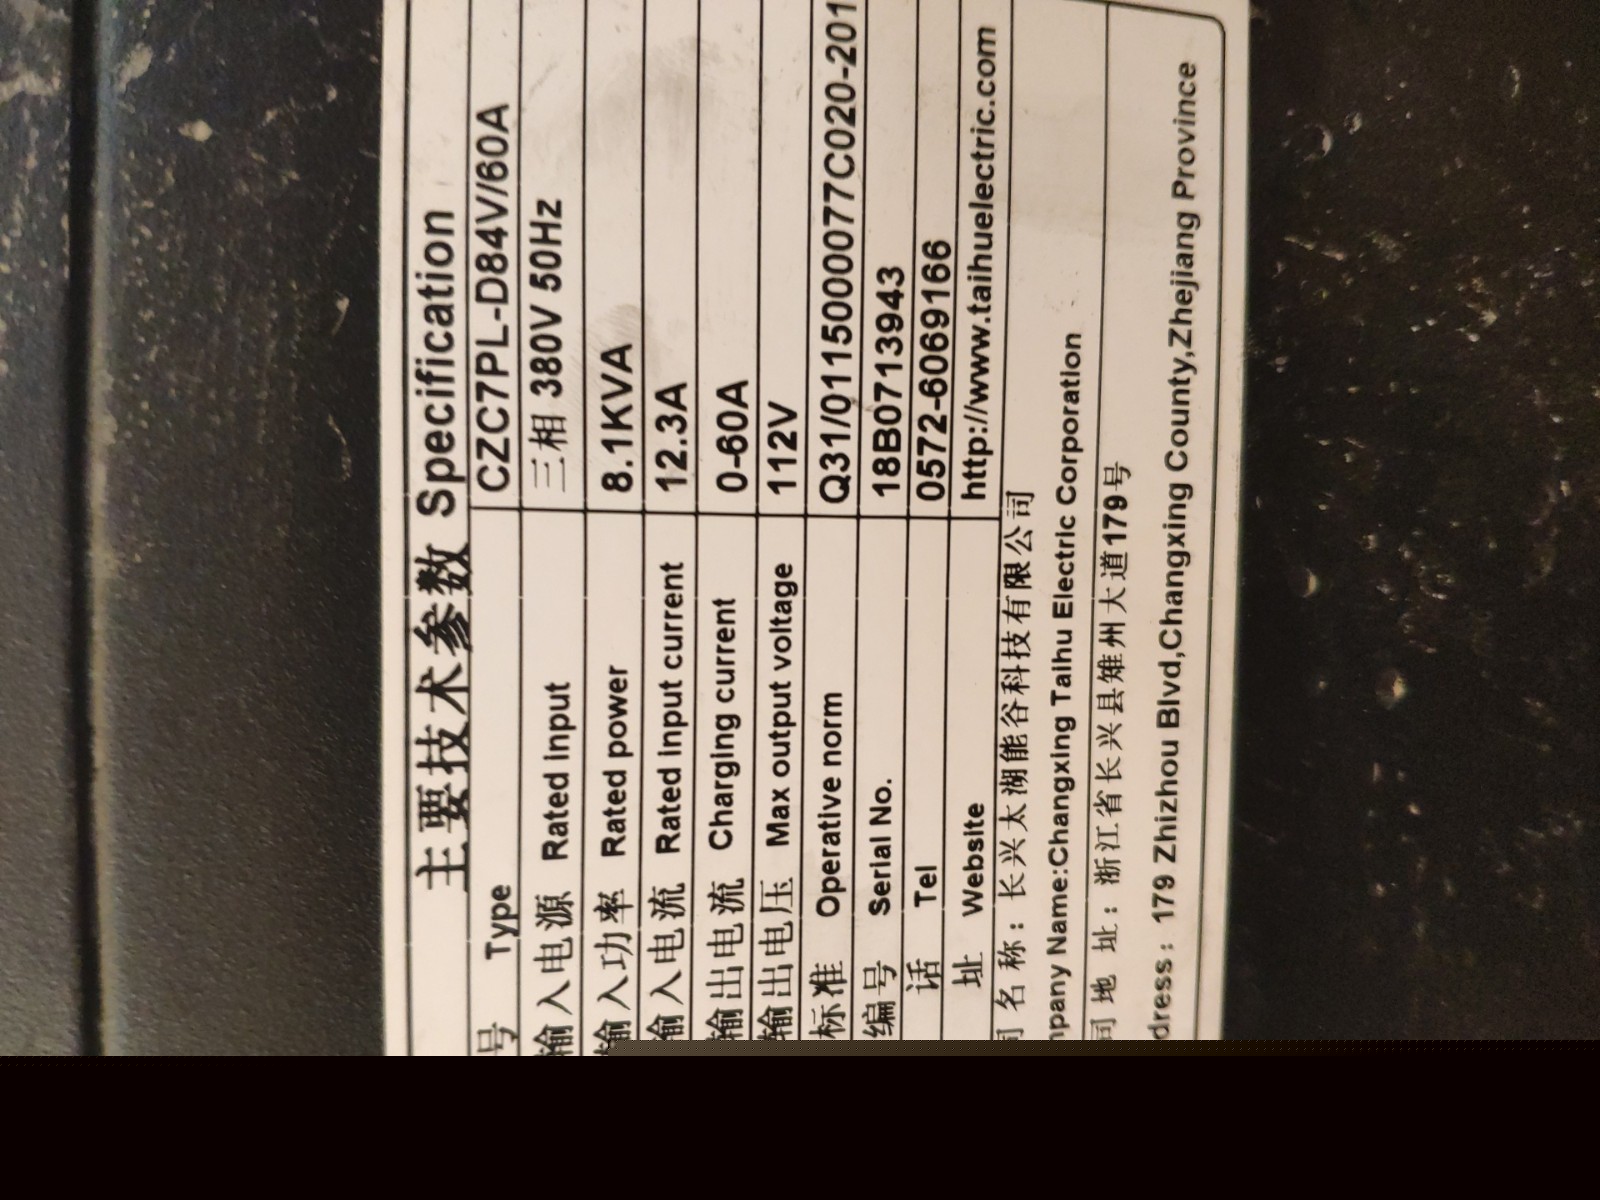 主要技术参数 Specification
号 Type CZC7PL-D84V/60A
输入电源 Rated input 三相 380V 50Hz
输入功率 Rated power 8.1KVA
输入电流 Rated input current 12.3A
输出电流 Charging current 0-60A
输出电压 Max output voltage 112V
标准 Operative norm Q31/0115000077C020-201
编号 Serial No. 18B0713943
话 Tel 0572-6069166
址 Website http://www.taihuelectric.com
司 名 称：长兴太湖能谷科技有限公司
mpany Name:Changxing Taihu Electric Corporation
司 地 址：浙江省长兴县雉州大道179号
dress：179 Zhizhou Blvd,Changxing County,Zhejiang Province